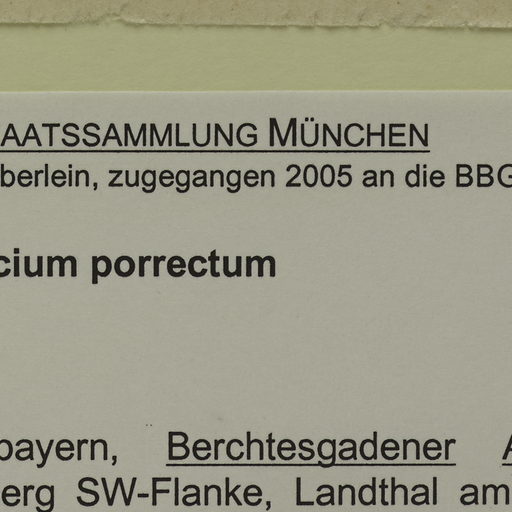 AATSSAMMLUNG MÜNCHEN
berlein, zugegangen 2005 an die BBG
cium porrectum
bayern, Berchtesgadener A
erg SW-Flanke, Landthal am